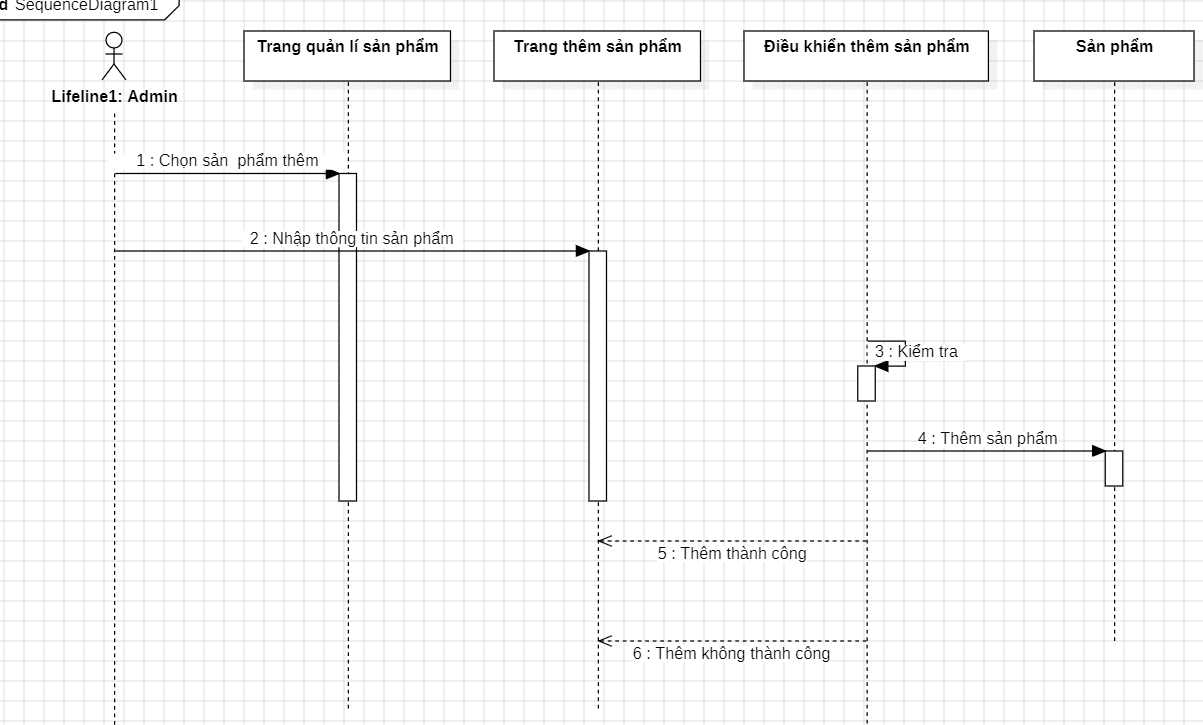 d SequenceDiagram1
Trang quản lí sản phẩm
Trang thêm sản phẩm
Điều khiển thêm sản phẩm
Sản phẩm
Lifeline1: Admin
1 : Chọn sản  phẩm thêm
2 : Nhập thông tin sản phẩm
3 : Kiểm tra
4 : Thêm sản phẩm
5 : Thêm thành công
6 : Thêm không thành công